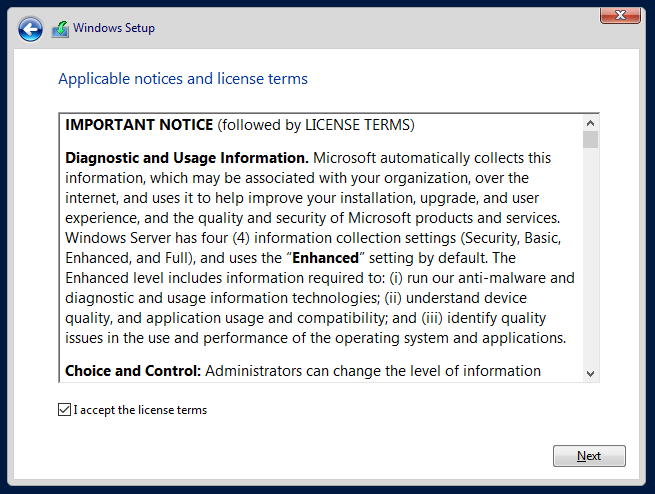 Windows Setup
Applicable notices and license terms
IMPORTANT NOTICE (followed by LICENSE TERMS)
Diagnostic and Usage Information. Microsoft automatically collects this
information, which may be associated with your organization, over the
internet, and uses it to help improve your installation, upgrade, and user
experience, and the quality and security of Microsoft products and services.
Windows Server has four (4) information collection settings (Security, Basic,
Enhanced, and Full), and uses the “Enhanced” setting by default. The
Enhanced level includes information required to: (i) run our anti-malware and
diagnostic and usage information technologies; (ii) understand device
quality, and application usage and compatibility; and (iii) identify quality
issues in the use and performance of the operating system and applications.
Choice and Control: Administrators can change the level of information
I accept the license terms
Next